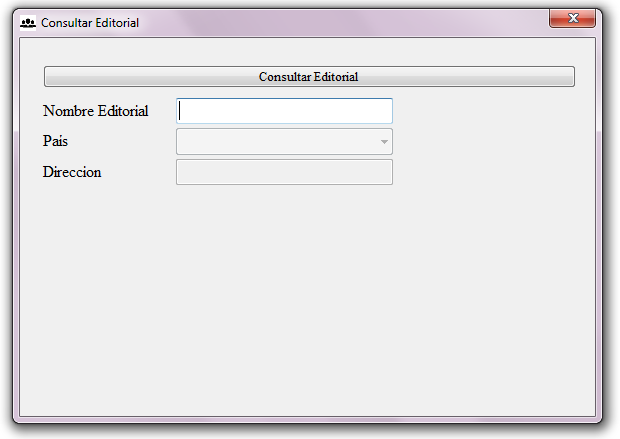 Consultar Editorial
Consultar Editorial
Nombre Editorial
Pais
Direccion